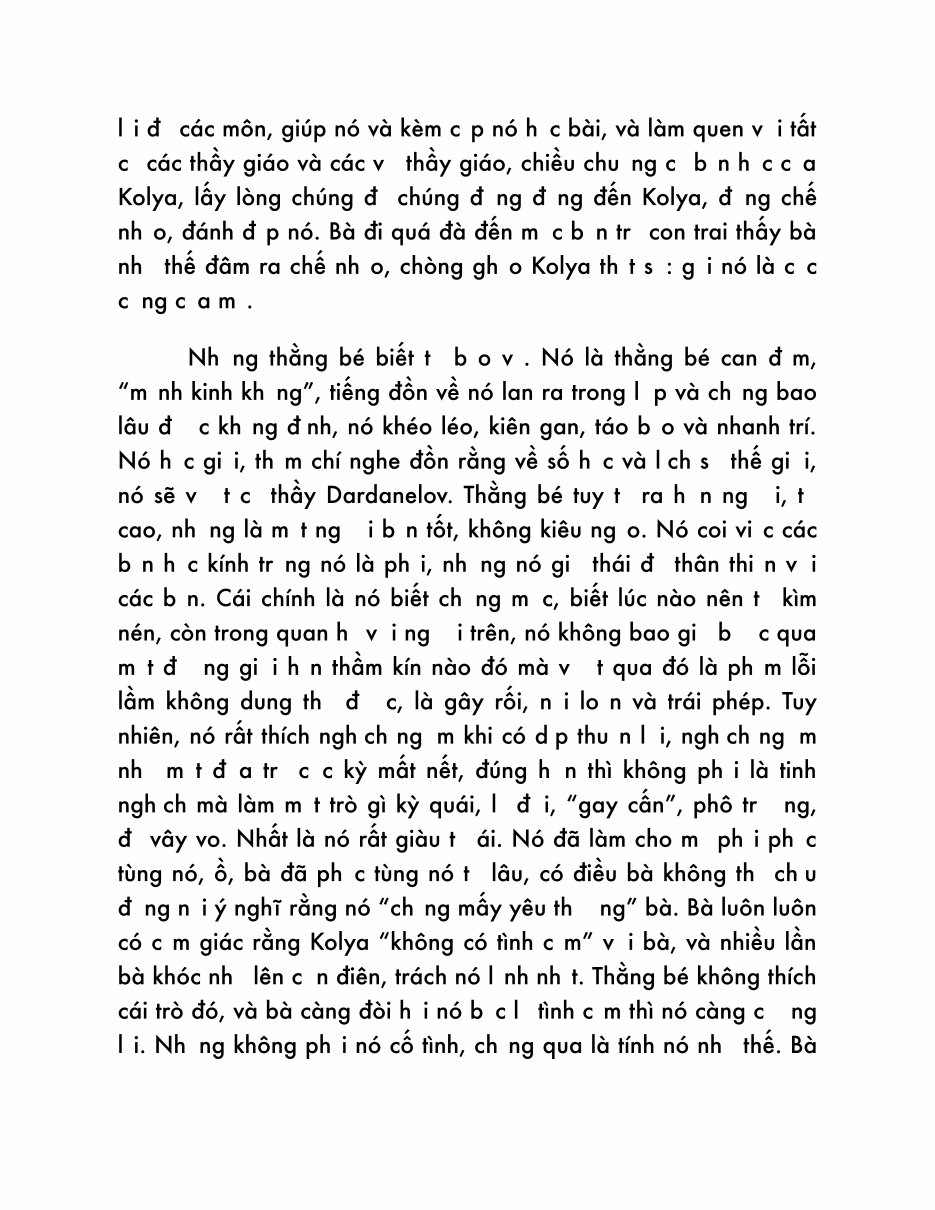 l i đ  các môn, giúp nó và kèm c p nó h c bài, và làm quen v i tất
c  các thầy giáo và các v  thầy giáo, chiều chu ng c  b n h c c a
Kolya, lấy lòng chúng đ  chúng đ ng đ ng đến Kolya, đ ng chế
nh o, đánh đ p nó. Bà đi quá đà đến m c b n tr  con trai thấy bà
nh  thế đâm ra chế nh o, chòng gh o Kolya th t s : g i nó là c c
c ng c a m .
Nh ng thằng bé biết t  b o v . Nó là thằng bé can đ m,
“m nh kinh kh ng”, tiếng đồn về nó lan ra trong l p và ch ng bao
lâu đ  c kh ng đ nh, nó khéo léo, kiên gan, táo b o và nhanh trí.
Nó h c gi i, th m chí nghe đồn rằng về số h c và l ch s  thế gi i,
nó sẽ v  t c  thầy Dardanelov. Thằng bé tuy t  ra h n ng  i, t 
cao, nh ng là m t ng  i b n tốt, không kiêu ng o. Nó coi vi c các
b n h c kính tr ng nó là ph i, nh ng nó gi  thái đ  thân thi n v i
các b n. Cái chính là nó biết ch ng m c, biết lúc nào nên t  kìm
nén, còn trong quan h  v i ng  i trên, nó không bao gi  b  c qua
m t đ  ng gi i h n thầm kín nào đó mà v  t qua đó là ph m lỗi
lầm không dung th  đ  c, là gây rối, n i lo n và trái phép. Tuy
nhiên, nó rất thích ngh ch ng m khi có d p thu n l i, ngh ch ng m
nh  m t đ a tr  c c kỳ mất nết, đúng h n thì không ph i là tinh
ngh ch mà làm m t trò gì kỳ quái, l  đ i, “gay cấn”, phô tr  ng,
đ  vây vo. Nhất là nó rất giàu t  ái. Nó đã làm cho m  ph i ph c
tùng nó, ồ, bà đã ph c tùng nó t  lâu, có điều bà không th  ch u
đ ng n i ý nghĩ rằng nó “ch ng mấy yêu th  ng” bà. Bà luôn luôn
có c m giác rằng Kolya “không có tình c m” v i bà, và nhiều lần
bà khóc nh  lên c n điên, trách nó l nh nh t. Thằng bé không thích
cái trò đó, và bà càng đòi h i nó b c l  tình c m thì nó càng c  ng
l i. Nh ng không ph i nó cố tình, ch ng qua là tính nó nh  thế. Bà